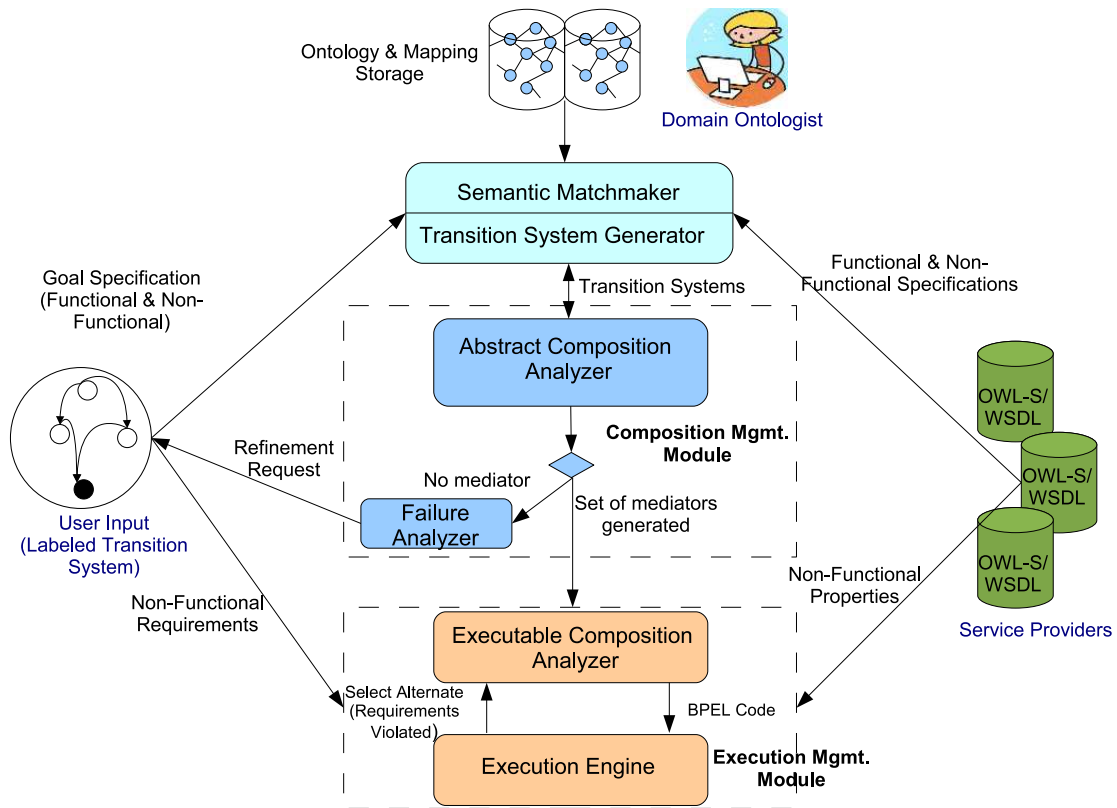 Ontology & Mapping
Storage
Domain Ontologist
Semantic Matchmaker
Transition System Generator
Goal Specification
(Functional & Non-
Functional)
Transition Systems
Functional & Non-
Functional Specifications
Abstract Composition
Analyzer
OWL-S/
WSDL
OWL-S/
WSDL
OWL-S/
WSDL
Composition Mgmt.
Module
Refinement
Request
No mediator
Set of mediators
generated
Failure
Analyzer
User Input
(Labeled Transition
System)
Non-Functional
Requirements
Non-Functional
Properties
Service Providers
Executable Composition
Analyzer
Select Alternate
(Requirements
Violated)
BPEL Code
Execution Engine
Execution Mgmt.
Module